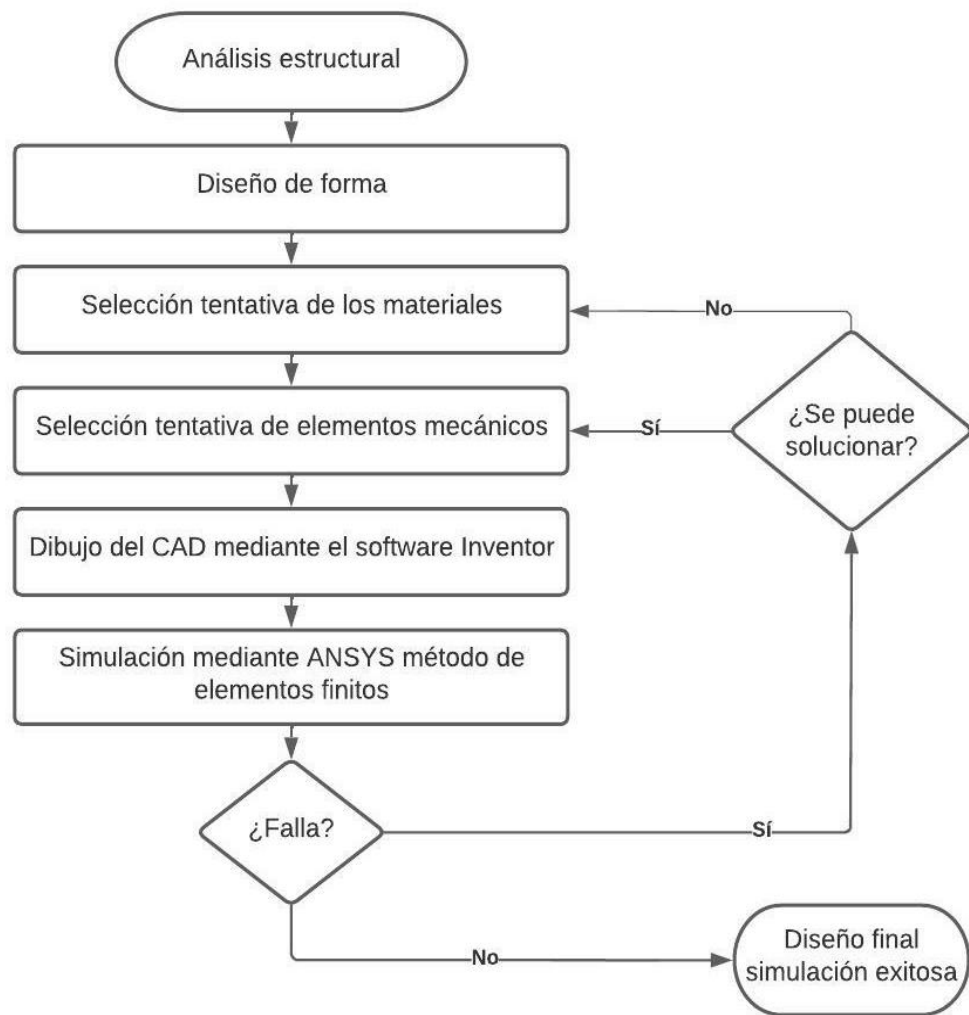 Análisis estructural
Diseño de forma
Selección tentativa de los materiales
No
Selección tentativa de elementos mecánicos
Sí
¿Se puede
solucionar?
Dibujo del CAD mediante el software Inventor
Simulación mediante ANSYS método de
elementos finitos
¿Falla?
Sí
No
Diseño final
simulación exitosa